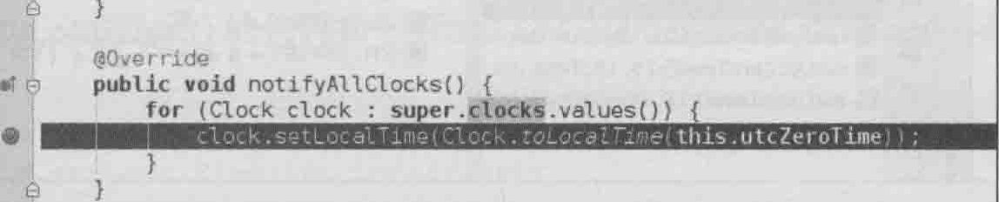 }
@Override
public void notifyAllClocks() {
for (Clock clock : super.clocks.values()) {
clock.setLocalTime(Clock.toLocalTime(this.utcZeroTime));
}
}